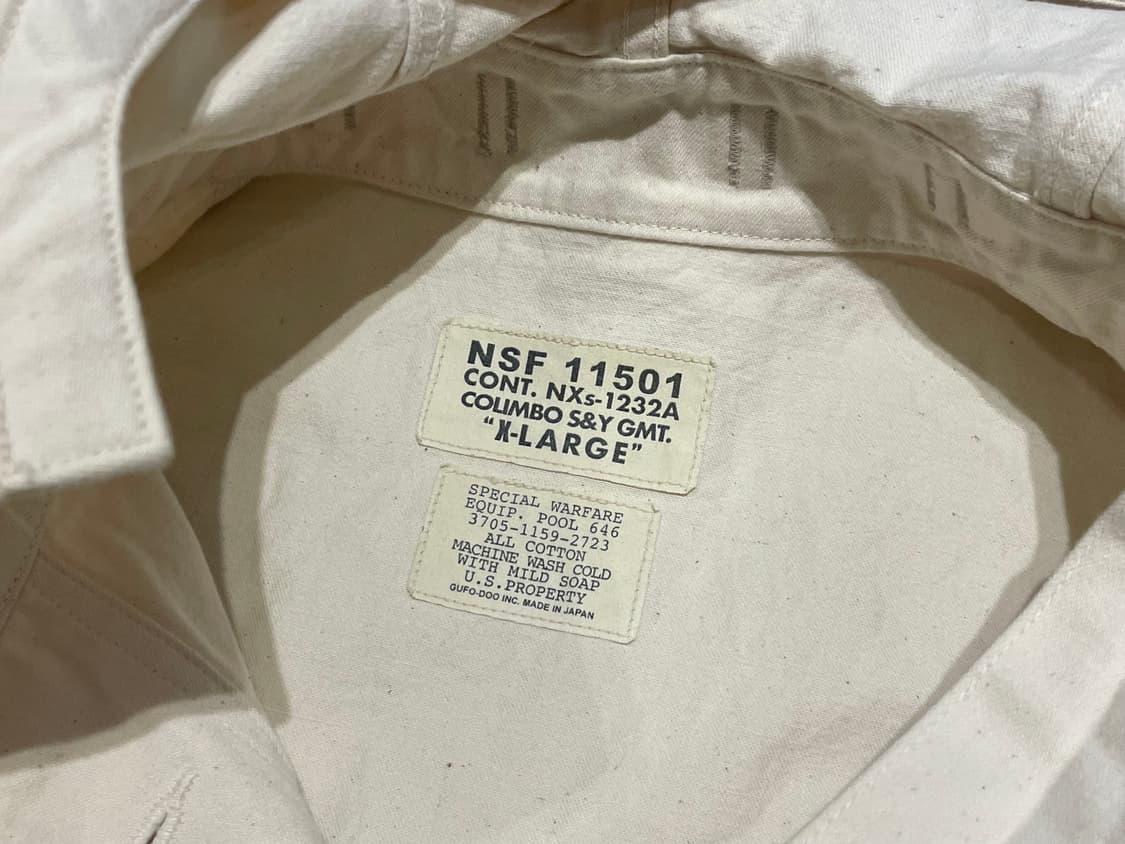 NSF 11501
CONT. NXs-1232A
COLIMBO S&Y GMT.
"X-LARGE"
SPECIAL WARFARE
EQUIP. POOL 646
3705-1159-2723
ALL COTTON
MACHINE WASH COLD
WITH MILD SOAP
U.S.PROPERTY
GUFO-DOO INC. MADE IN JAPAN